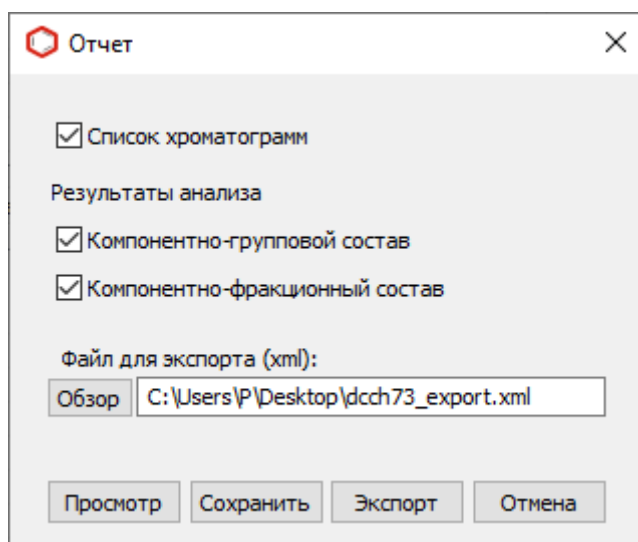 Отчет
Список хроматограмм
Результаты анализа
Компонентно-групповой состав
Компонентно-фракционный состав
Файл для экспорта (xml):
Обзор C:\Users\P\Desktop\dcch73_export.xml
Просмотр Сохранить Экспорт Отмена